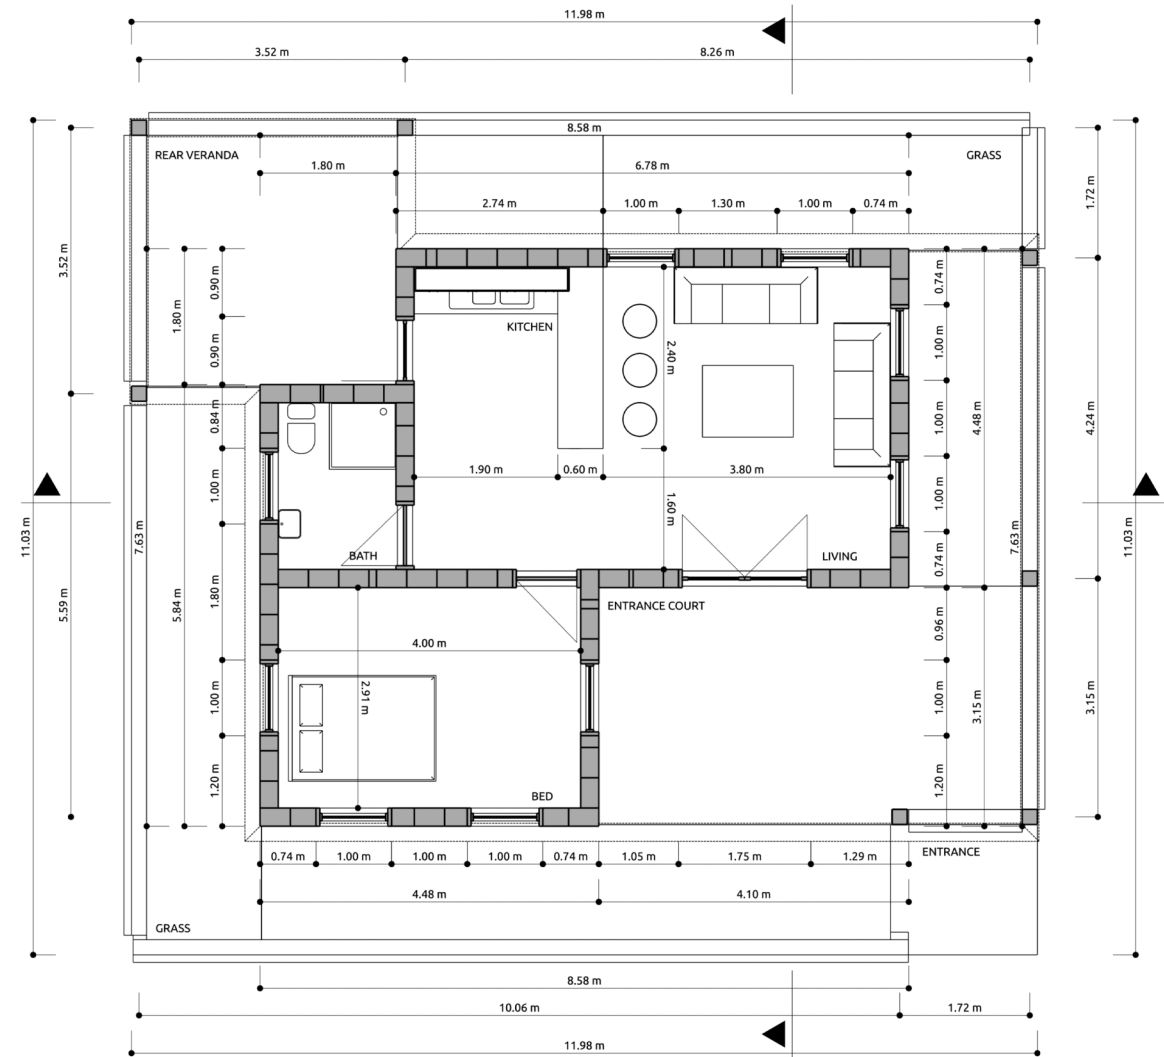 11.98 m
3.52 m
8.26 m
8.58 m
REAR VERANDA
GRASS
1.80 m
6.78 m
1.72 m
2.74 m
1.00 m
1.30 m
1.00 m
0.74 m
3.52 m
1.80 m
0.90 m
0.90 m
0.74 m
KITCHEN
2.40 m
1.00 m
0.84 m
1.00 m
4.48 m
4.24 m
1.90 m
0.60 m
3.80 m
1.00 m
1.60 m
1.00 m
11.03 m
7.63 m
BATH
LIVING
0.74 m
7.63 m
11.03 m
5.59 m
5.84 m
1.80 m
ENTRANCE COURT
0.96 m
4.00 m
2.91 m
1.00 m
1.00 m
3.15 m
3.15 m
1.20 m
BED
1.20 m
0.74 m
1.00 m
1.00 m
1.00 m
0.74 m
1.05 m
1.75 m
1.29 m
ENTRANCE
4.48 m
4.10 m
GRASS
8.58 m
10.06 m
1.72 m
11.98 m